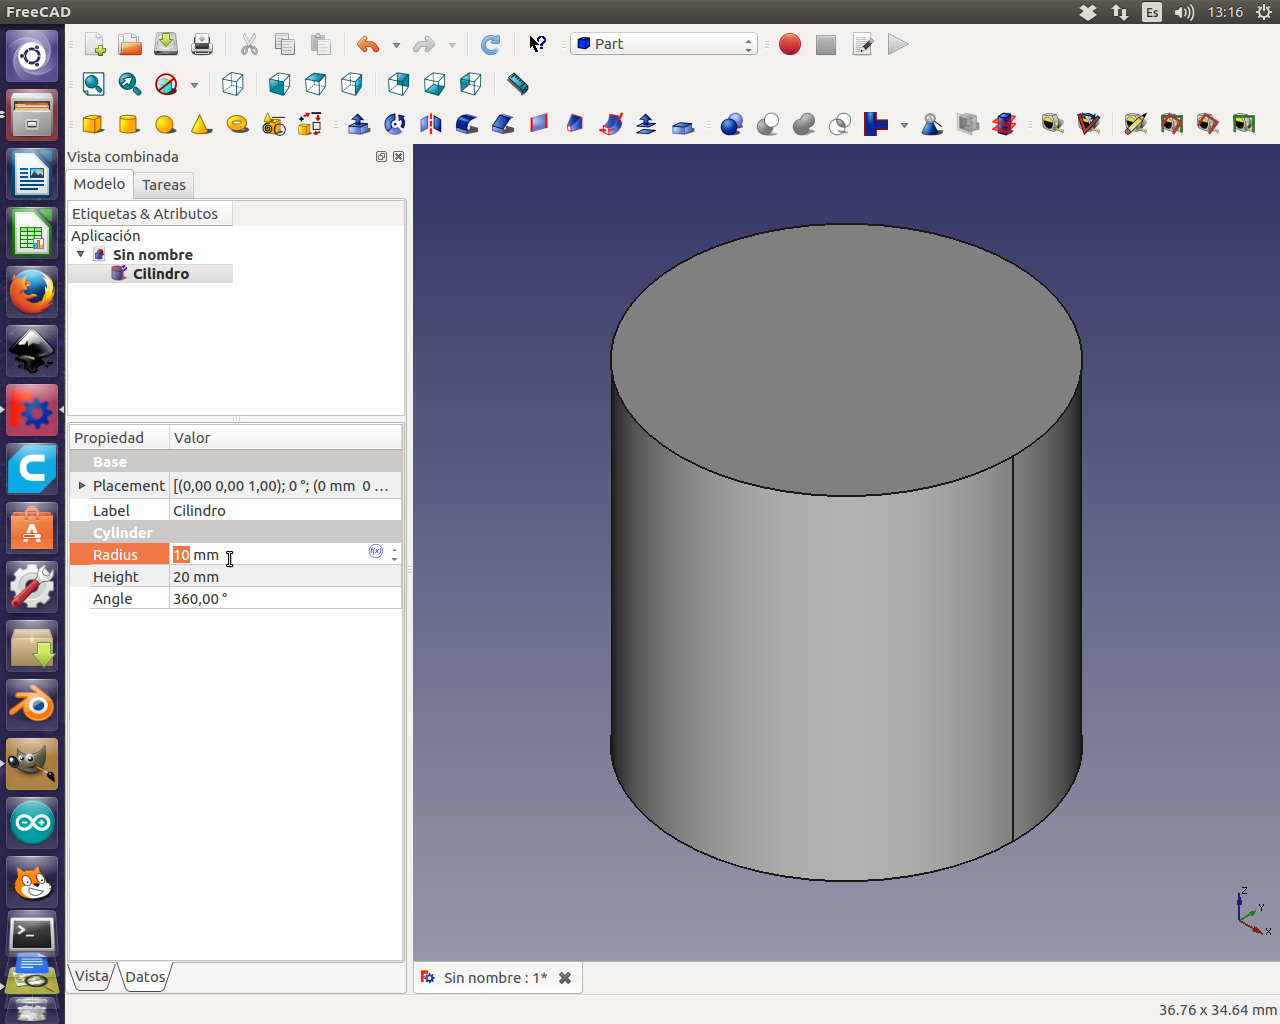 FreeCAD
Es
13:16
Part
Vista combinada
Modelo
Tareas
Etiquetas & Atributos
Aplicación
Sin nombre
Cilindro
Propiedad
Valor
Base
Placement
[(0,00 0,00 1,00); 0 °; (0 mm 0 ...
Label
Cilindro
Cylinder
Radius
10 mm
f(x)
Height
20 mm
Angle
360,00 °
Vista
Datos
Z
Y
X
Sin nombre : 1*
36.76 x 34.64 mm